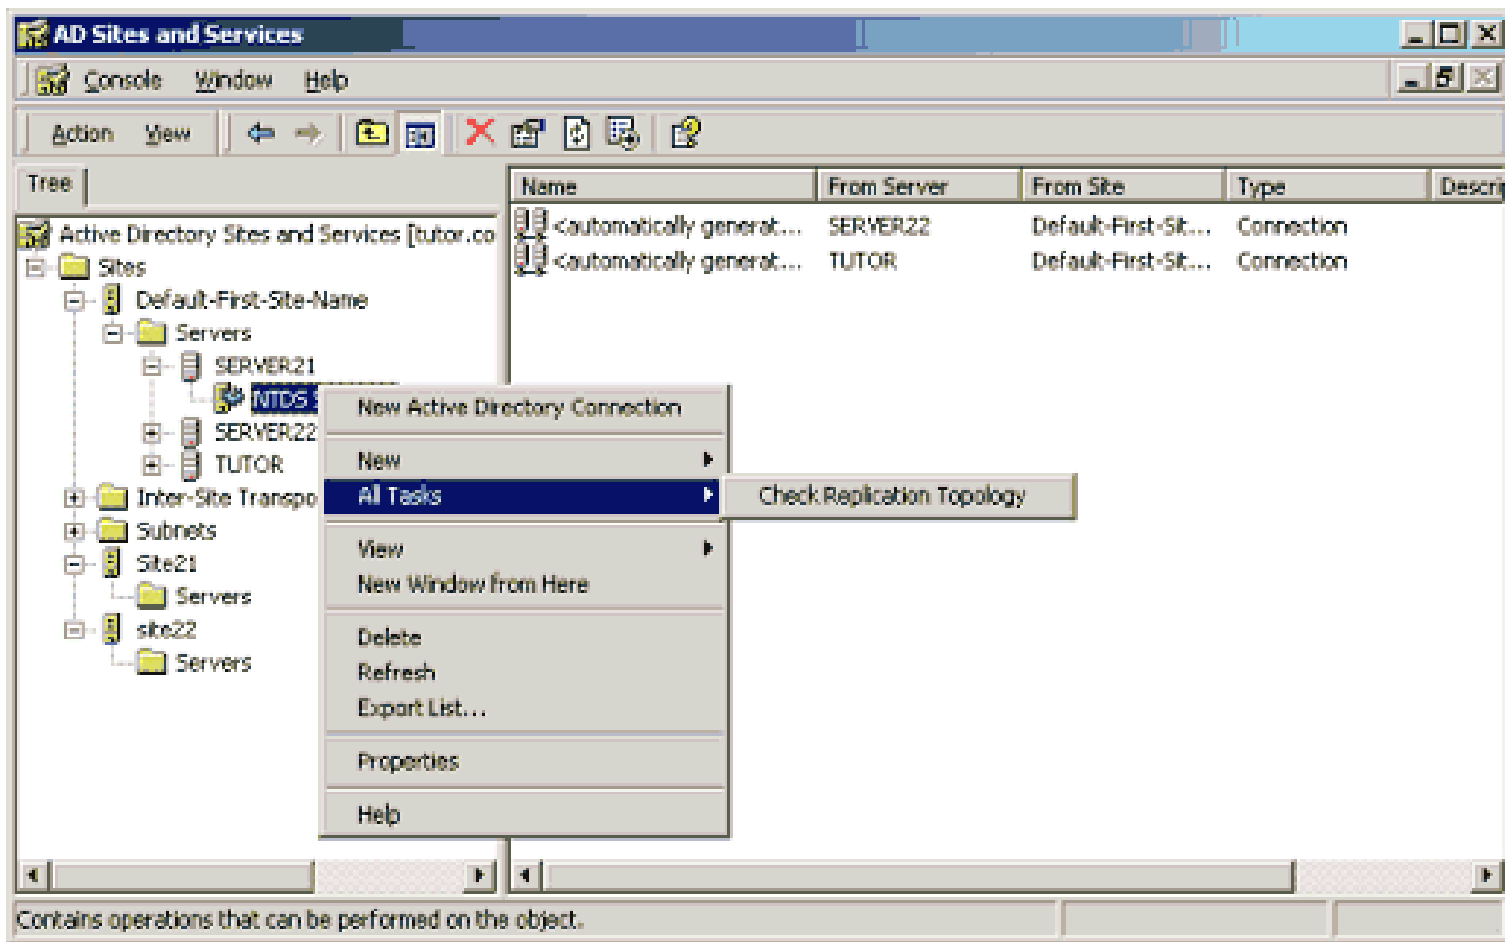 AD Sites and Services
Console Window Help
Action View
Tree
Name From Server From Site Type Descrip
Active Directory Sites and Services [tutor.co
<automatically generat... SERVER22 Default-First-Sit... Connection
<automatically generat... TUTOR Default-First-Sit... Connection
Sites
Default-First-Site-Name
Servers
SERVER21
NTDS S
SERVER22
TUTOR
Inter-Site Transpo
Subnets
Site21
Servers
site22
Servers
New Active Directory Connection
New
All Tasks
Check Replication Topology
View
New Window from Here
Delete
Refresh
Export List...
Properties
Help
Contains operations that can be performed on the object.